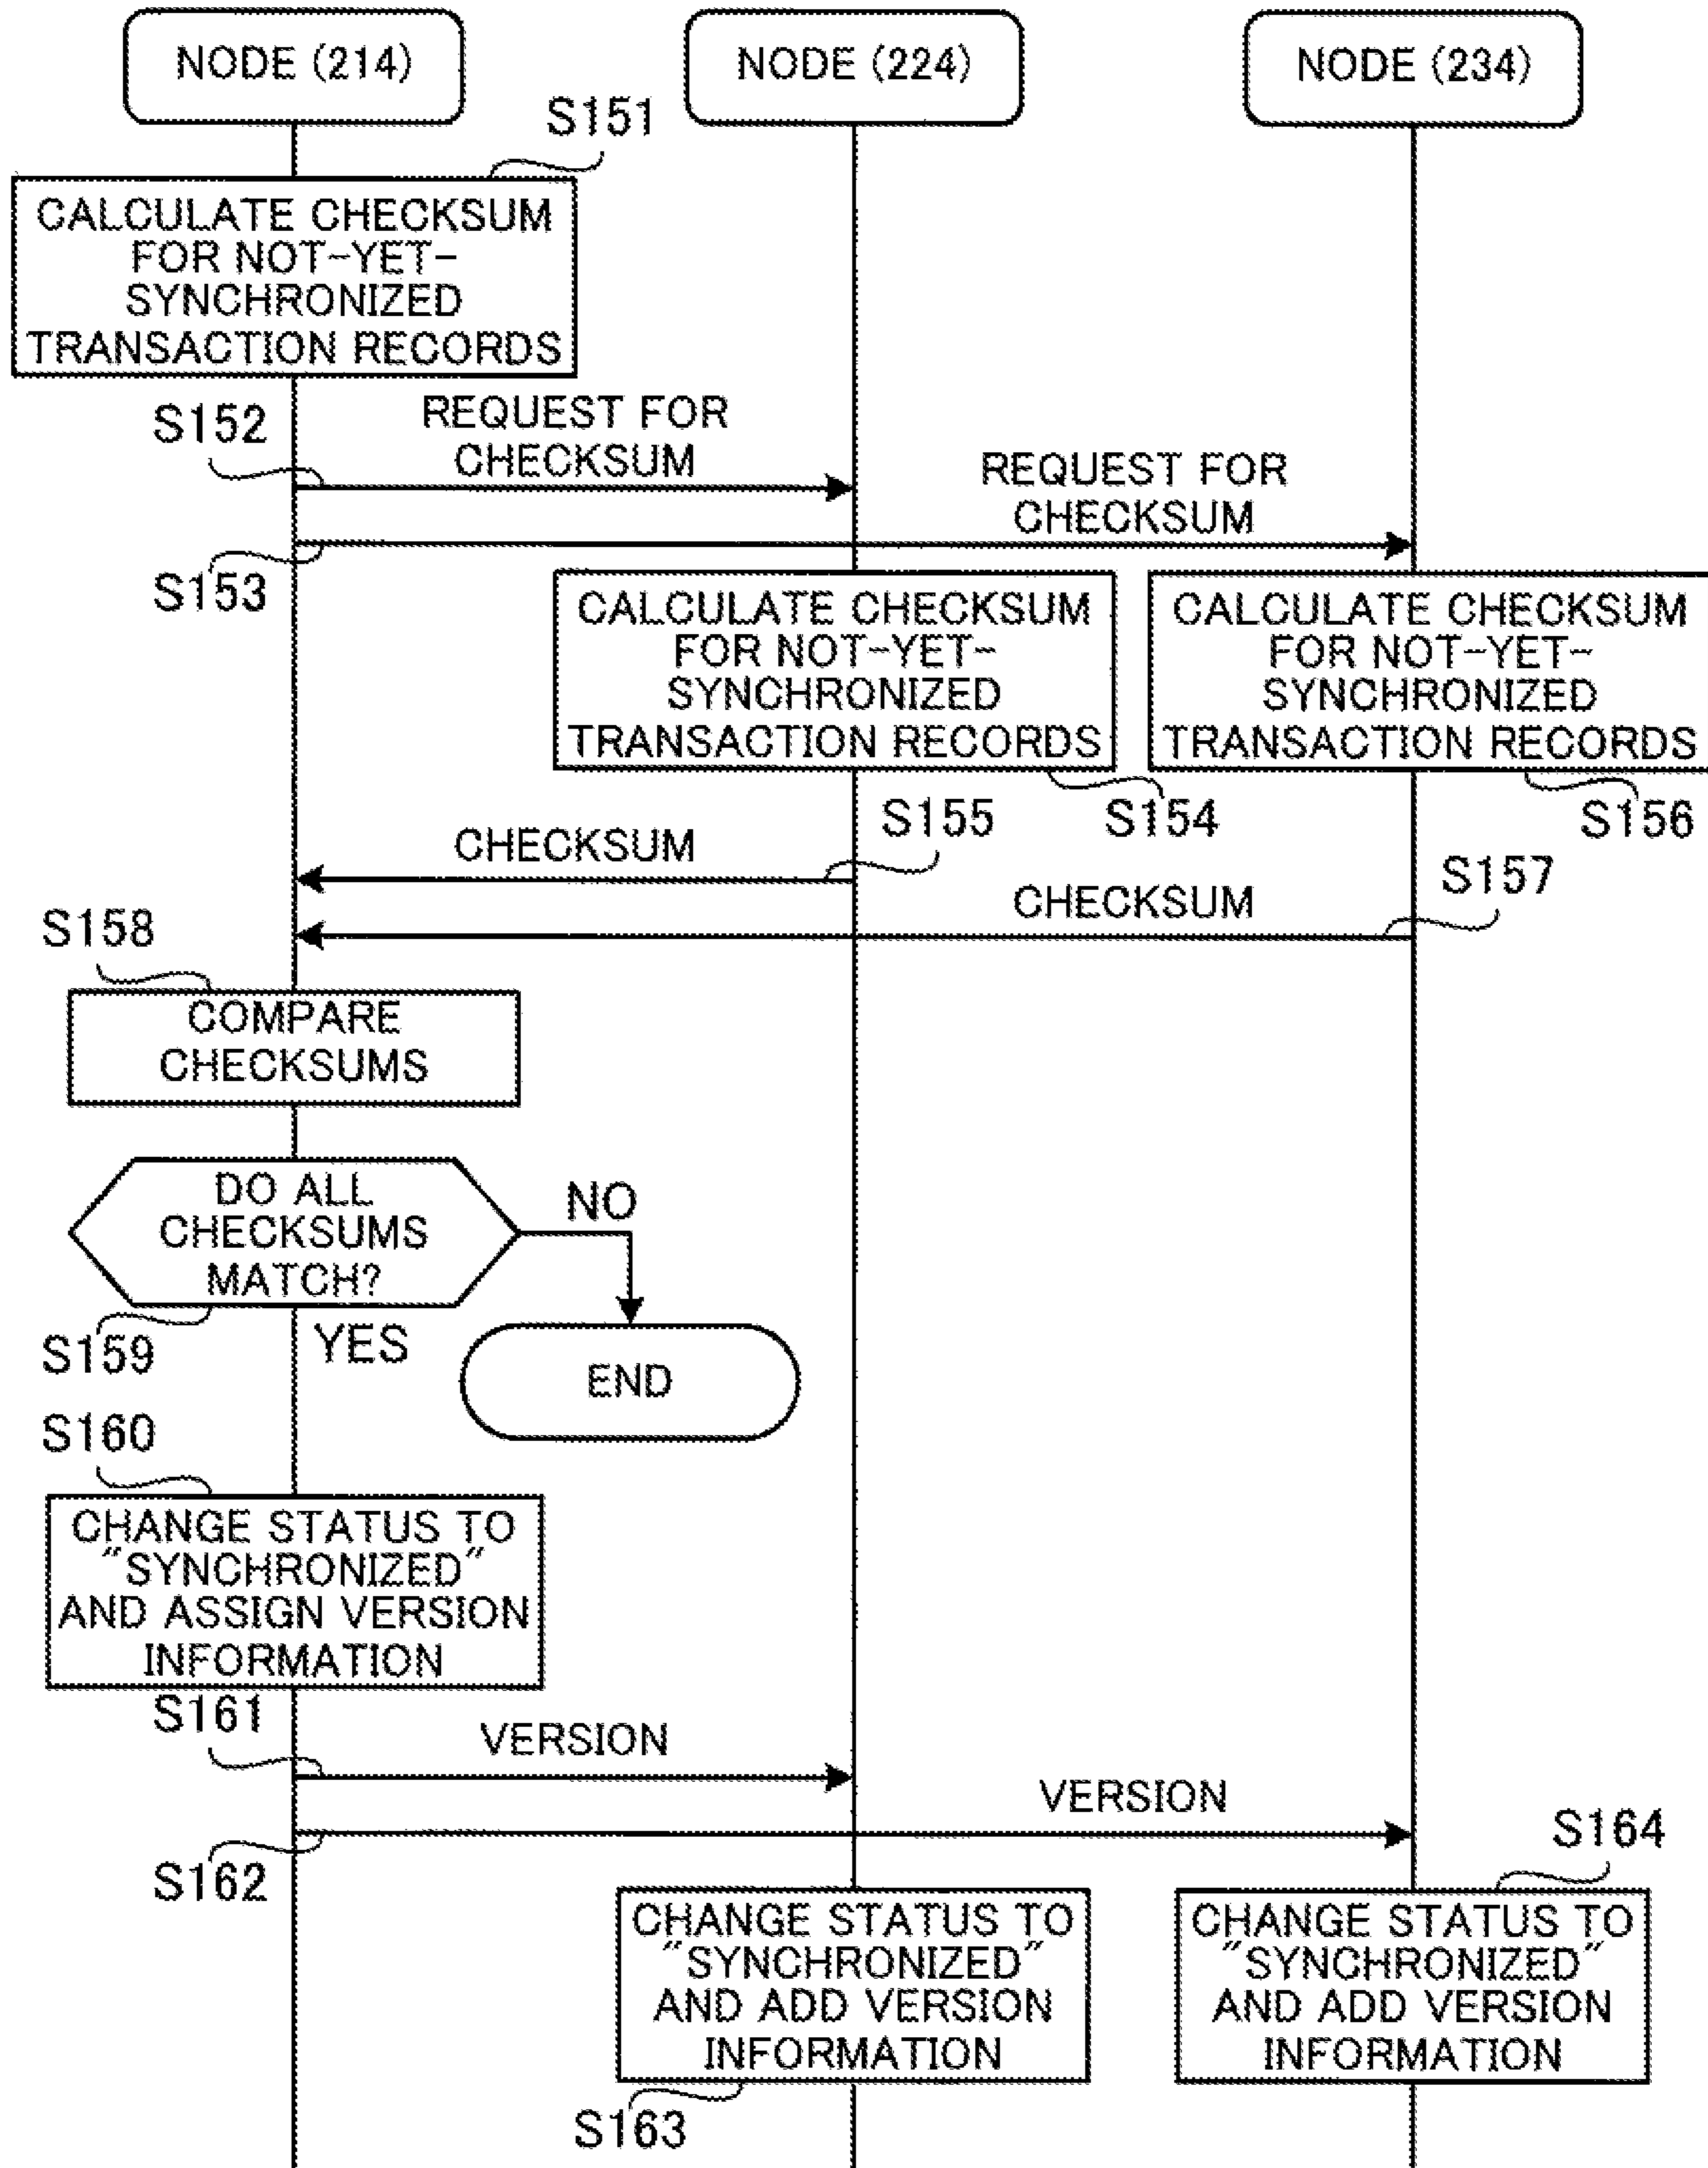 NODE (214)
NODE (224)
NODE (234)
S151
CALCULATE CHECKSUM
FOR NOT-YET-
SYNCHRONIZED
TRANSACTION RECORDS
S152
REQUEST FOR
CHECKSUM
REQUEST FOR
CHECKSUM
S153
CALCULATE CHECKSUM
FOR NOT-YET-
SYNCHRONIZED
TRANSACTION RECORDS
CALCULATE CHECKSUM
FOR NOT-YET-
SYNCHRONIZED
TRANSACTION RECORDS
S155
S154
S156
CHECKSUM
S157
CHECKSUM
S158
COMPARE
CHECKSUMS
DO ALL
CHECKSUMS
MATCH?
NO
S159
YES
END
S160
CHANGE STATUS TO
"SYNCHRONIZED"
AND ASSIGN VERSION
INFORMATION
S161
VERSION
VERSION
S162
S164
CHANGE STATUS TO
"SYNCHRONIZED"
AND ADD VERSION
INFORMATION
CHANGE STATUS TO
"SYNCHRONIZED"
AND ADD VERSION
INFORMATION
S163